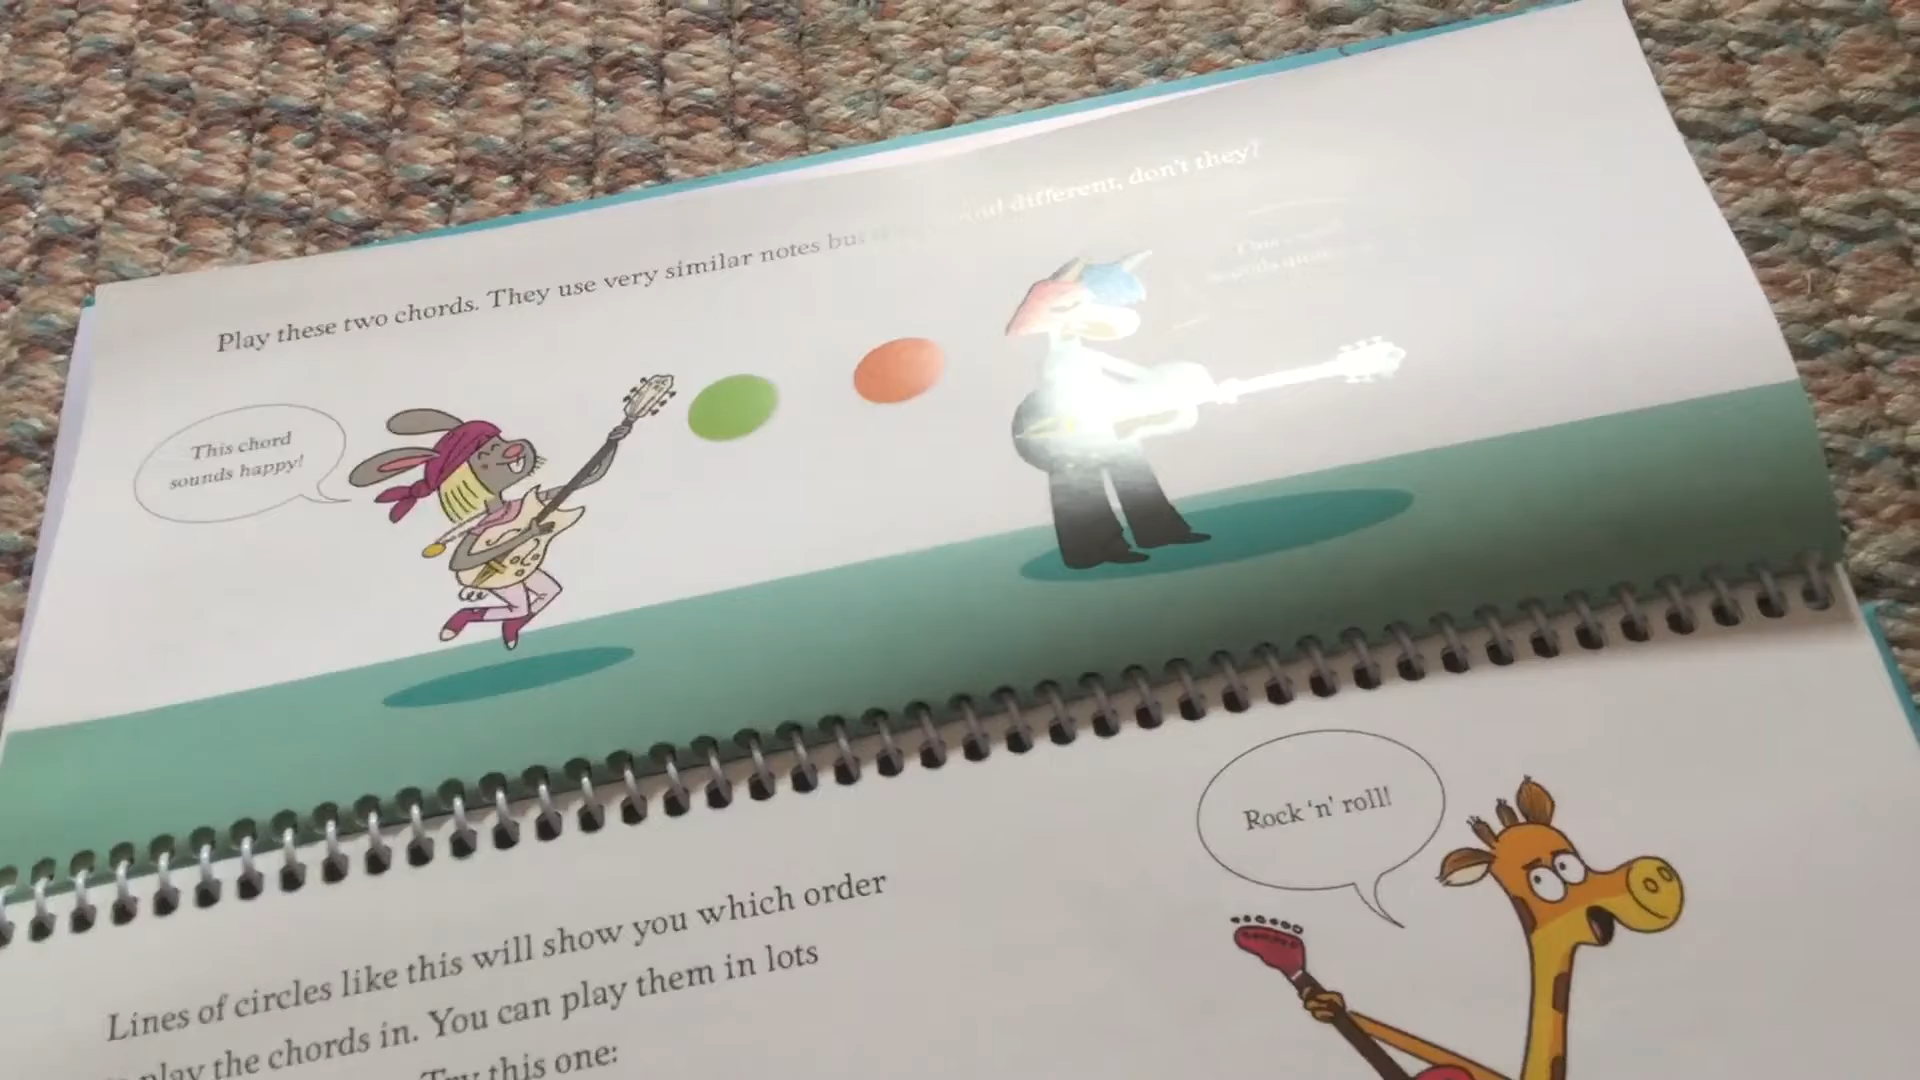 Play these two chords. They use very similar notes but different, don't they?
This chord
sounds happy!
Rock 'n' roll!
Lines of circles like this will show you which order
play the chords in. You can play them in lots
Try this one: